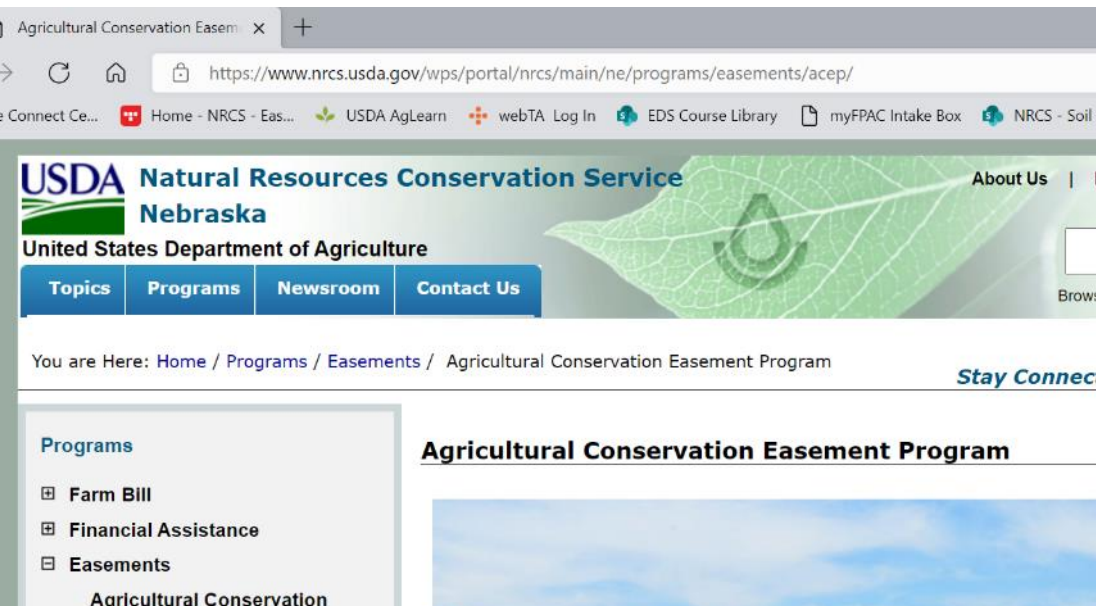 Agricultural Conservation Easem
https://www.nrcs.usda.gov/wps/portal/nrcs/main/ne/programs/easements/acep/
Connect Ce... Home - NRCS - Eas... USDA AgLearn webTA Log In EDS Course Library myFPAC Intake Box NRCS - Soil
USDA Natural Resources Conservation Service
Nebraska
About Us |
United States Department of Agriculture
Topics Programs Newsroom Contact Us
Brows
You are Here: Home / Programs / Easements / Agricultural Conservation Easement Program
Stay Connec
Programs
Farm Bill
Financial Assistance
Easements
Agricultural Conservation
Agricultural Conservation Easement Program